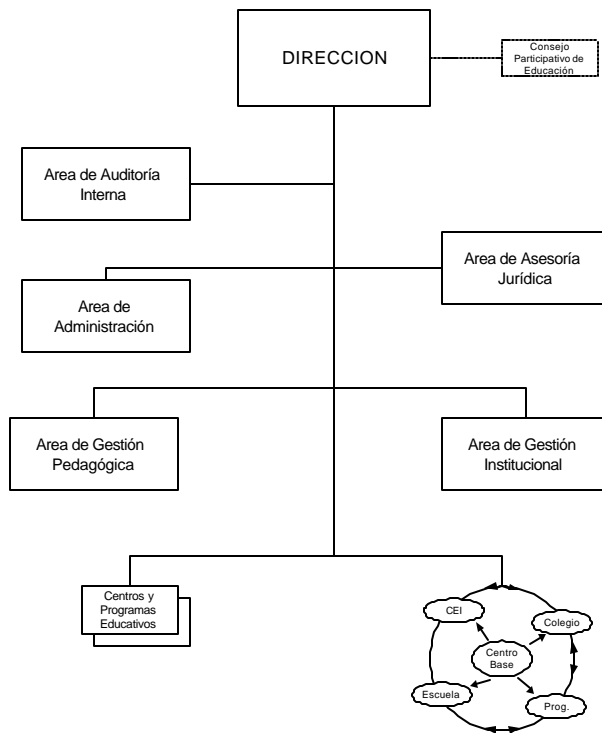 DIRECCION
Consejo
Participativo de
Educación
Area de Auditoría
Interna
Area de Asesoría
Jurídica
Area de
Administración
Area de Gestión
Pedagógica
Area de Gestión
Institucional
Centros y
Programas
Educativos
CEI
Colegio
Centro
Base
Escuela
Prog.